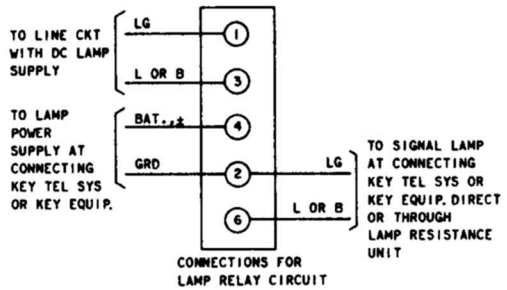 TO LINE CKT
WITH DC LAMP
SUPPLY
LG
L OR B
1
3
TO LAMP
POWER
SUPPLY AT
CONNECTING
KEY TEL SYS
OR KEY EQUIP.
BAT.,±
GRD
4
2
6
LG
L OR B
TO SIGNAL LAMP
AT CONNECTING
KEY TEL SYS OR
KEY EQUIP. DIRECT
OR THROUGH
LAMP RESISTANCE
UNIT
CONNECTIONS FOR
LAMP RELAY CIRCUIT